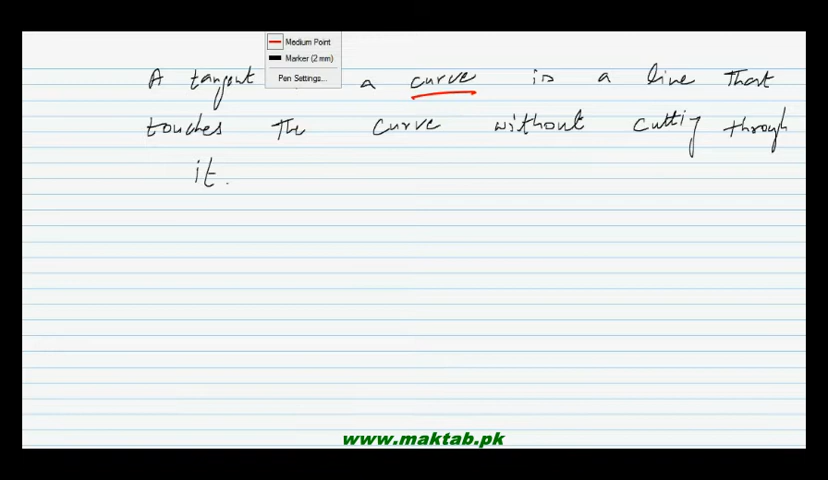 Medium Point
Marker (2 mm)
Pen Settings...
A tangent a curve is a line that
touches the curve without cutting through
it.
www.maktab.pk